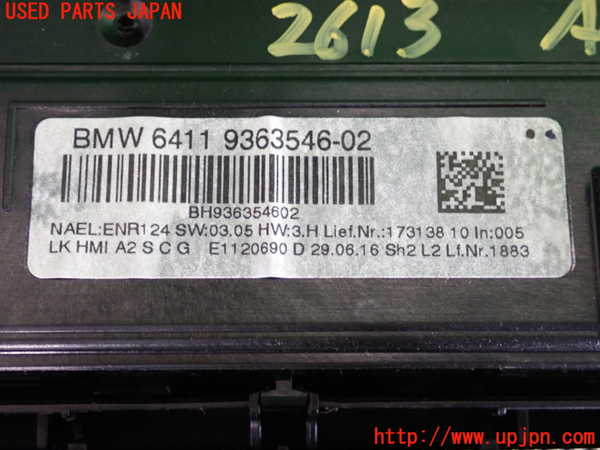 USED PARTS JAPAN
2613 A
BMW 6411 9363546-02
BH936354602
NAEL:ENR124 SW:03.05 HW:3.H Lief.Nr.:173138 10 In:005
LK HMI A2 S C G E1120690 D 29.06.16 Sh2 L2 Lf.Nr.1883
http://www.upjpn.com/